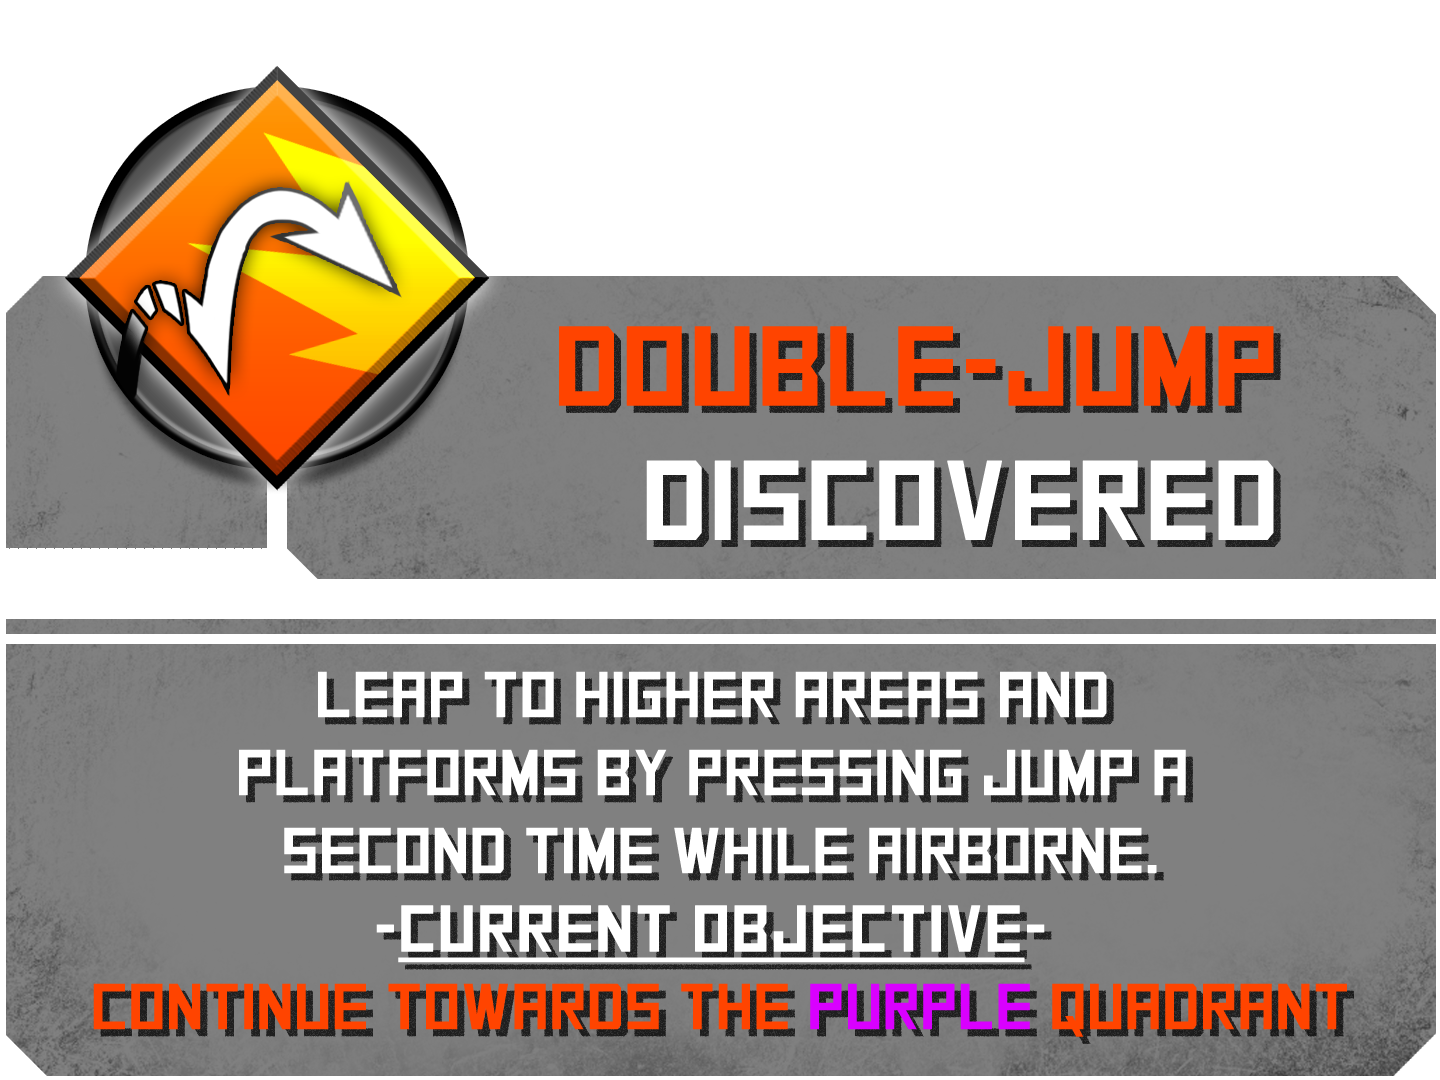 DOUBLE-JUMP
DISCOVERED
LEAP TO HIGHER AREAS AND
PLATFORMS BY PRESSING JUMP A
SECOND TIME WHILE AIRBORNE.
-CURRENT OBJECTIVE-
CONTINUE TOWARDS THE PURPLE QUADRANT